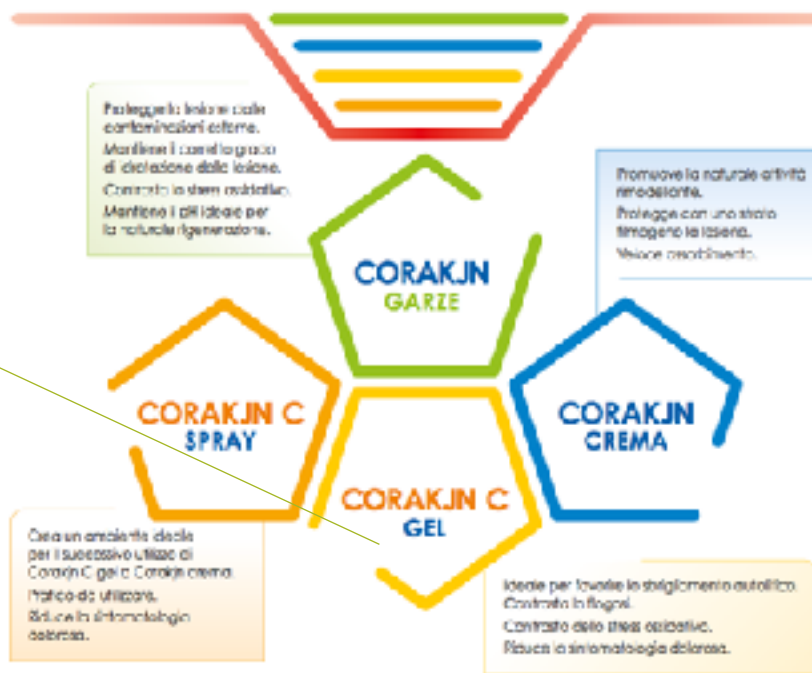 Protegge la lesione dalle
contaminazioni esterne.
Mantiene il corretto grado
di idratazione della lesione.
Contrasta lo stress ossidativo.
Mantiene il pH ideale per
la naturale rigenerazione.
Promuove la naturale attività
rimodellante.
Protegge con uno strato
filmogeno le lesioni.
Veloce assorbimento.
CORAKJN
GARZE
CORAKJN C
SPRAY
CORAKJN
CREMA
CORAKJN C
GEL
Crea un ambiente ideale
per il successivo utilizzo di
Corakjn C gel o Corakjn crema.
Pratico da utilizzare.
Riduce la sintomatologia
dolorosa.
Ideale per favorire lo sbrigliamento autolitico.
Contrasta la flogosi.
Contrasto dello stress ossidativo.
Riduce la sintomatologia dolorosa.